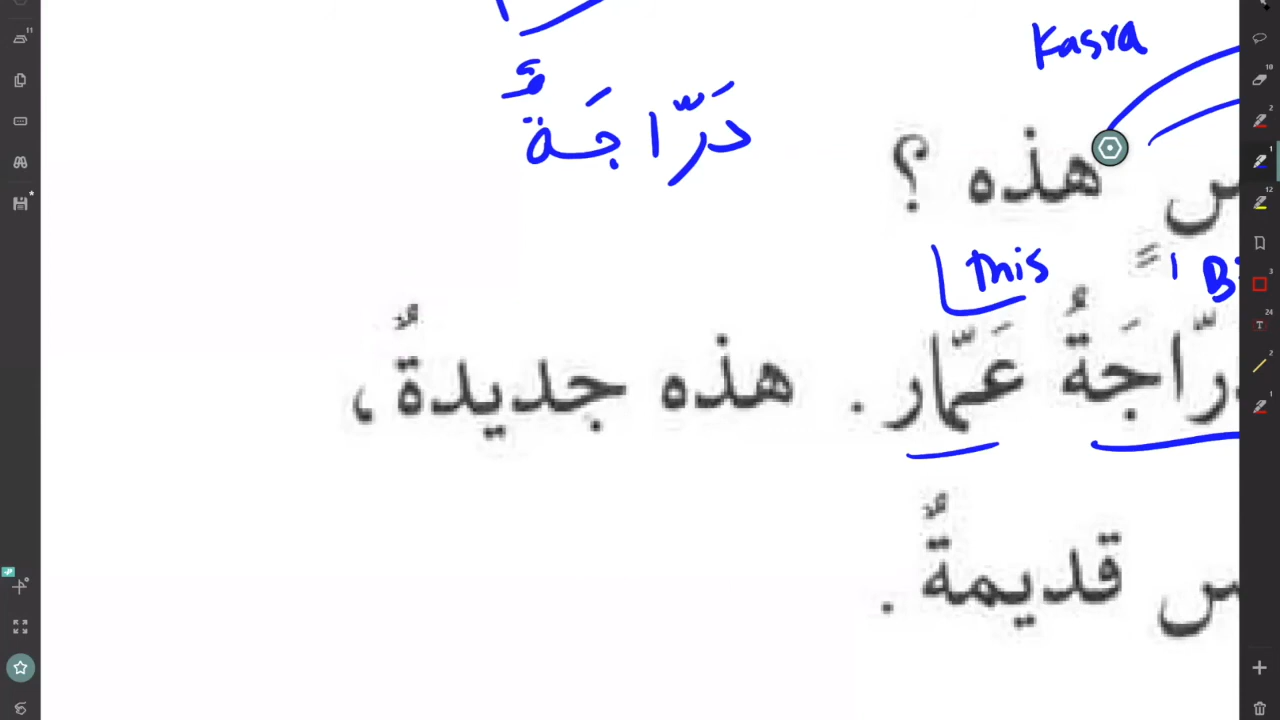 Kasra
دَرَّاجَةٌ
هذه ؟
this
رَّاجَةُ عَمَّار . هذه جديدةٌ ،
س قديمةٌ .